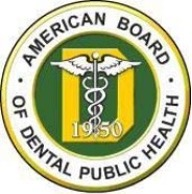 AMERICAN BOARD
OF DENTAL PUBLIC HEALTH
D
1950